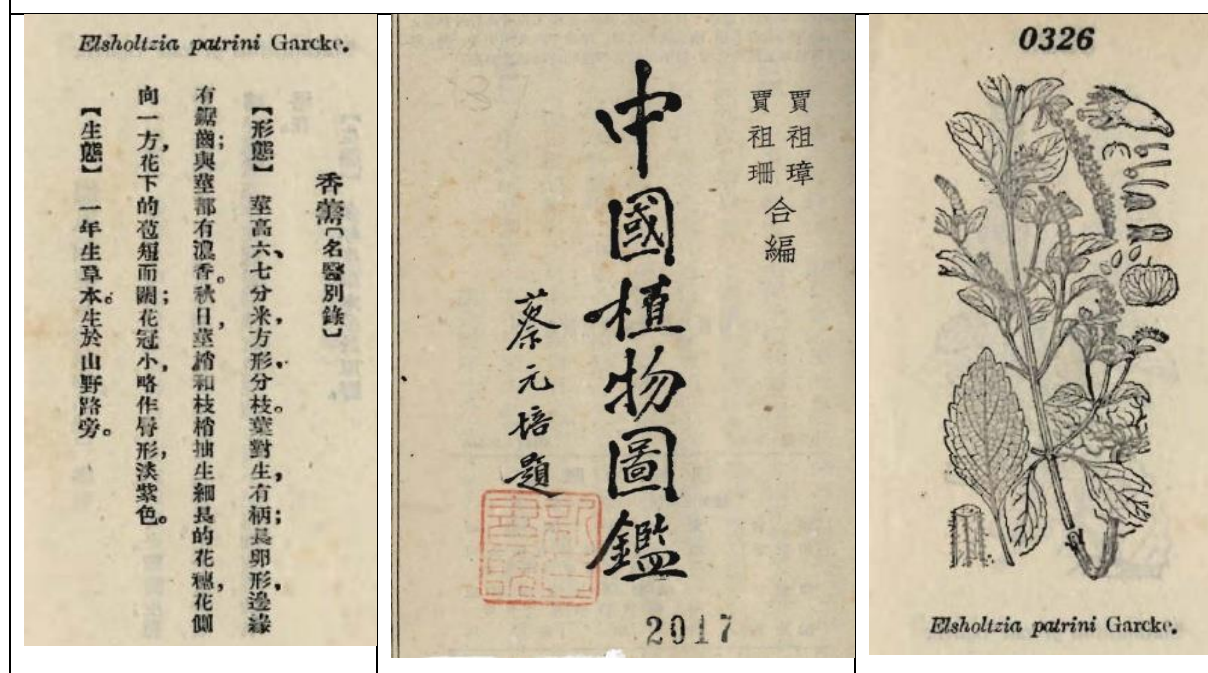 Elsholtzia patrini Garcke.
香薷〔名醫別錄〕
【形態】 莖高六、七分米，方形，分枝。葉對生，有柄；長卵形，邊緣
有鋸齒；與莖都有濃香。秋日，莖梢和枝梢抽生細長的花穗，花側
向一方，花下的苞短而闊；花冠小，略作脣形，淡紫色。
【生態】 一年生草本。生於山野路旁。
賈祖璋
賈祖珊
合編
中國植物圖鑑
蔡元培題
2017
0326
Elsholtzia patrini Garcke.